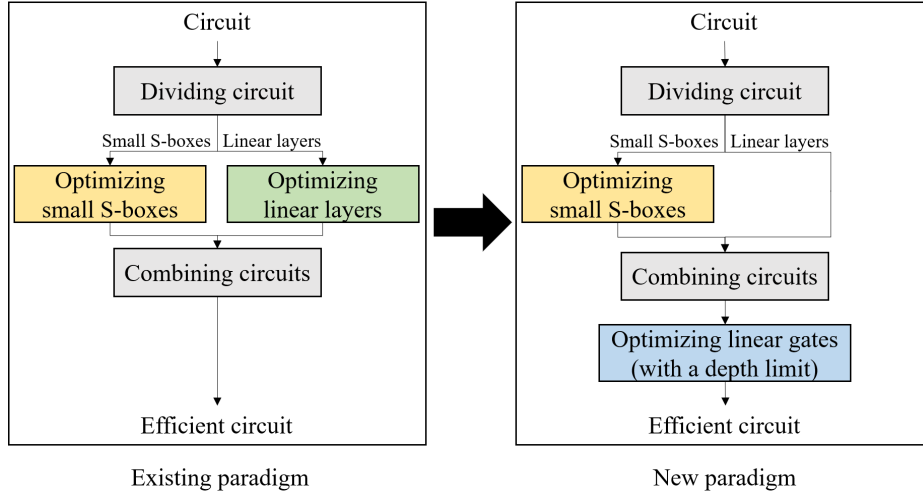 Circuit
Dividing circuit
Small S-boxes
Linear layers
Optimizing
small S-boxes
Optimizing
linear layers
Combining circuits
Efficient circuit
Existing paradigm
Circuit
Dividing circuit
Small S-boxes
Linear layers
Optimizing
small S-boxes
Combining circuits
Optimizing linear gates
(with a depth limit)
Efficient circuit
New paradigm